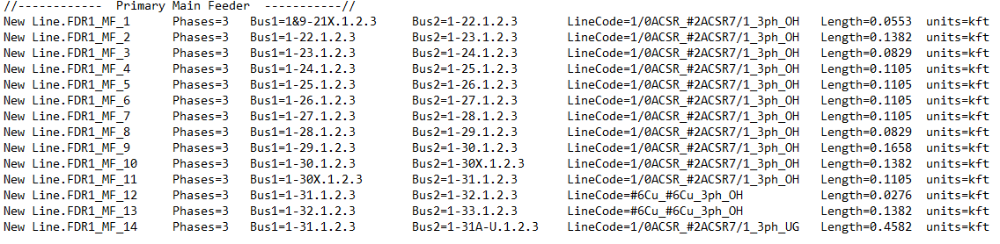 //------------  Primary Main Feeder  -----------//
New Line.FDR1_MF_1      Phases=3   Bus1=1&9-21X.1.2.3     Bus2=1-22.1.2.3       LineCode=1/0ACSR_#2ACSR7/1_3ph_OH   Length=0.0553  units=kft
New Line.FDR1_MF_2      Phases=3   Bus1=1-22.1.2.3        Bus2=1-23.1.2.3       LineCode=1/0ACSR_#2ACSR7/1_3ph_OH   Length=0.1382  units=kft
New Line.FDR1_MF_3      Phases=3   Bus1=1-23.1.2.3        Bus2=1-24.1.2.3       LineCode=1/0ACSR_#2ACSR7/1_3ph_OH   Length=0.0829  units=kft
New Line.FDR1_MF_4      Phases=3   Bus1=1-24.1.2.3        Bus2=1-25.1.2.3       LineCode=1/0ACSR_#2ACSR7/1_3ph_OH   Length=0.1105  units=kft
New Line.FDR1_MF_5      Phases=3   Bus1=1-25.1.2.3        Bus2=1-26.1.2.3       LineCode=1/0ACSR_#2ACSR7/1_3ph_OH   Length=0.1105  units=kft
New Line.FDR1_MF_6      Phases=3   Bus1=1-26.1.2.3        Bus2=1-27.1.2.3       LineCode=1/0ACSR_#2ACSR7/1_3ph_OH   Length=0.1105  units=kft
New Line.FDR1_MF_7      Phases=3   Bus1=1-27.1.2.3        Bus2=1-28.1.2.3       LineCode=1/0ACSR_#2ACSR7/1_3ph_OH   Length=0.1105  units=kft
New Line.FDR1_MF_8      Phases=3   Bus1=1-28.1.2.3        Bus2=1-29.1.2.3       LineCode=1/0ACSR_#2ACSR7/1_3ph_OH   Length=0.0829  units=kft
New Line.FDR1_MF_9      Phases=3   Bus1=1-29.1.2.3        Bus2=1-30.1.2.3       LineCode=1/0ACSR_#2ACSR7/1_3ph_OH   Length=0.1658  units=kft
New Line.FDR1_MF_10     Phases=3   Bus1=1-30.1.2.3        Bus2=1-30X.1.2.3      LineCode=1/0ACSR_#2ACSR7/1_3ph_OH   Length=0.1382  units=kft
New Line.FDR1_MF_11     Phases=3   Bus1=1-30X.1.2.3       Bus2=1-31.1.2.3       LineCode=1/0ACSR_#2ACSR7/1_3ph_OH   Length=0.1105  units=kft
New Line.FDR1_MF_12     Phases=3   Bus1=1-31.1.2.3        Bus2=1-32.1.2.3       LineCode=#6Cu_#6Cu_3ph_OH           Length=0.0276  units=kft
New Line.FDR1_MF_13     Phases=3   Bus1=1-32.1.2.3        Bus2=1-33.1.2.3       LineCode=#6Cu_#6Cu_3ph_OH           Length=0.1382  units=kft
New Line.FDR1_MF_14     Phases=3   Bus1=1-31.1.2.3        Bus2=1-31A-U.1.2.3    LineCode=1/0ACSR_#2ACSR7/1_3ph_UG   Length=0.4582  units=kft